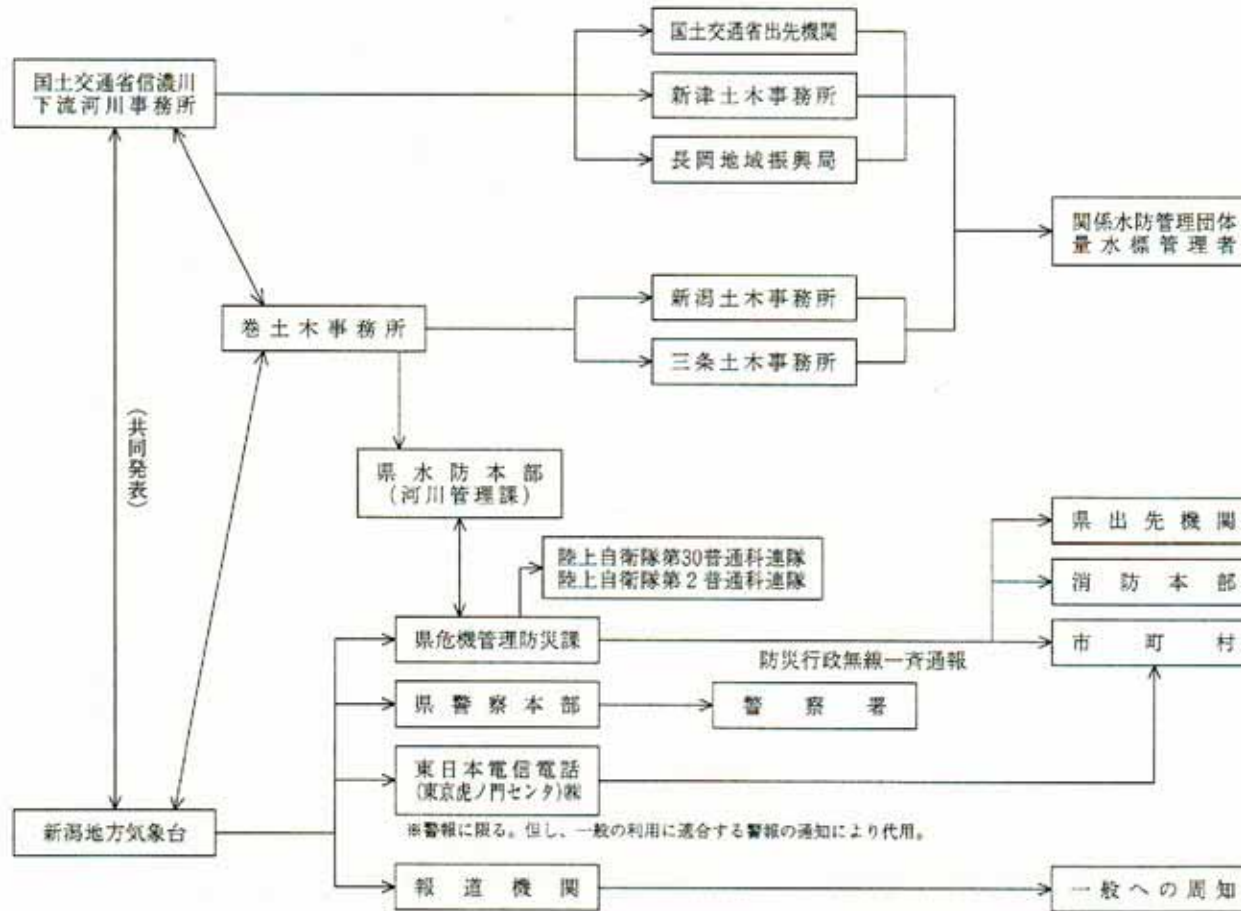 国土交通省出先機関
国土交通省信濃川
下流河川事務所
新津土木事務所
長岡地域振興局
関係水防管理団体
量水標管理者
新潟土木事務所
巻土木事務所
三条土木事務所
(共同発表)
県水防本部
(河川管理課)
陸上自衛隊第30普通科連隊
陸上自衛隊第2普通科連隊
県出先機関
消防本部
県危機管理防災課
防災行政無線一斉通報
市町村
県警察本部
警察署
東日本電信電話
(東京虎ノ門センタ)㈱
※警報に限る。但し、一般の利用に適合する警報の通知により代用。
新潟地方気象台
報道機関
一般への周知